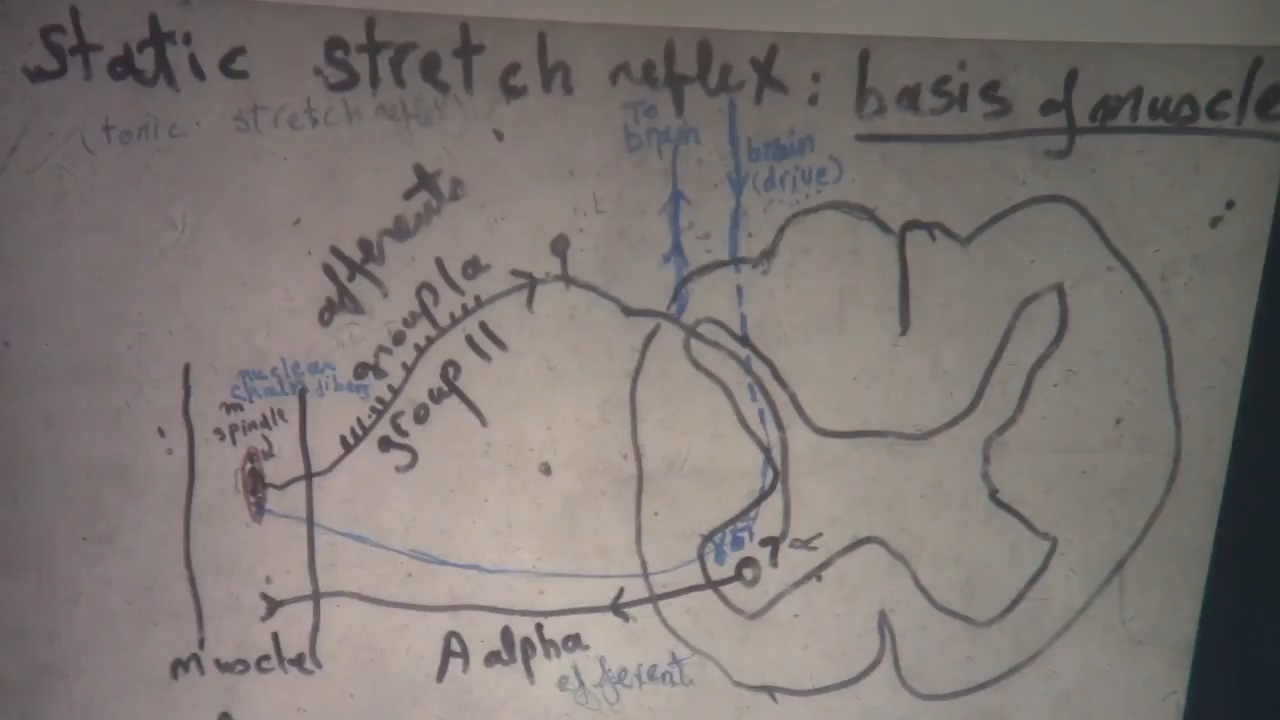 static stretch reflex: basis of muscle
(tonic stretch reflex)
To
brain
brain
(drive)
afferents
group Ia
group II
nuclear
chain fibers
m
spindle
α
muscle
A alpha
efferent